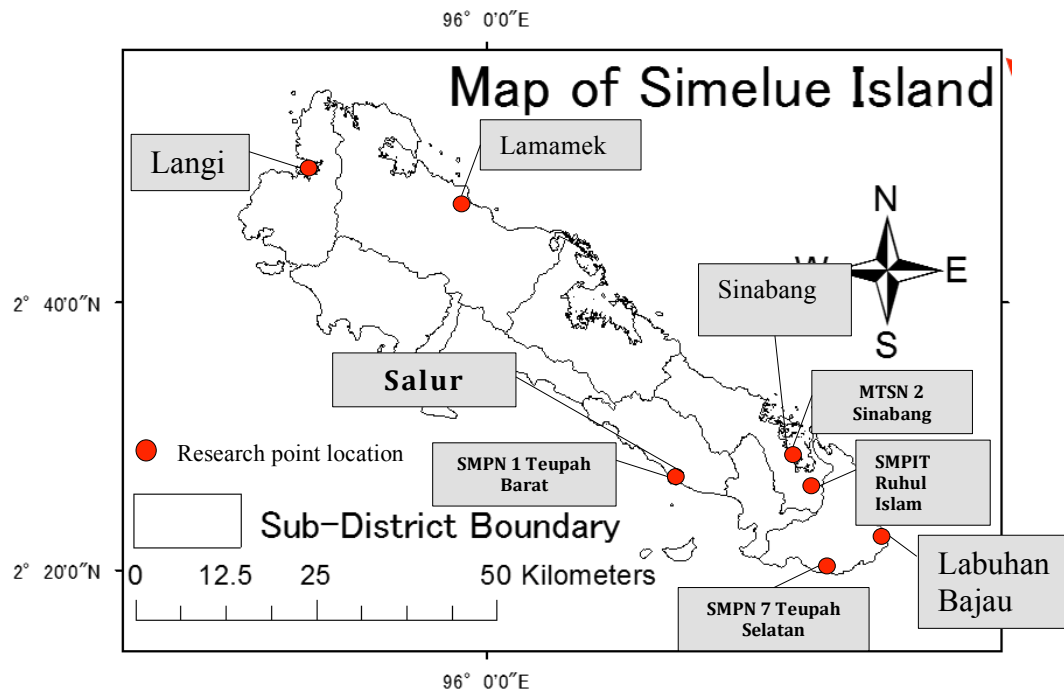 96° 0'0"E
Map of Simelue Island
Langi
Lamamek
N
W
E
S
Sinabang
2° 40'0"N
Salur
MTSN 2
Sinabang
Research point location
SMPN 1 Teupah
Barat
SMPIT
Ruhul
Islam
Sub-District Boundary
2° 20'0"N
0 12.5 25 50 Kilometers
Labuhan
Bajau
SMPN 7 Teupah
Selatan
96° 0'0"E